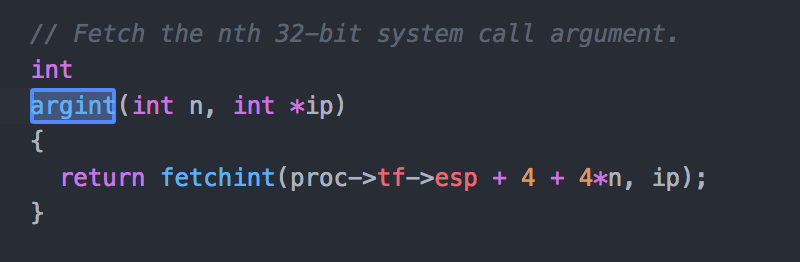 // Fetch the nth 32-bit system call argument.
int
argint(int n, int *ip)
{
  return fetchint(proc->tf->esp + 4 + 4*n, ip);
}